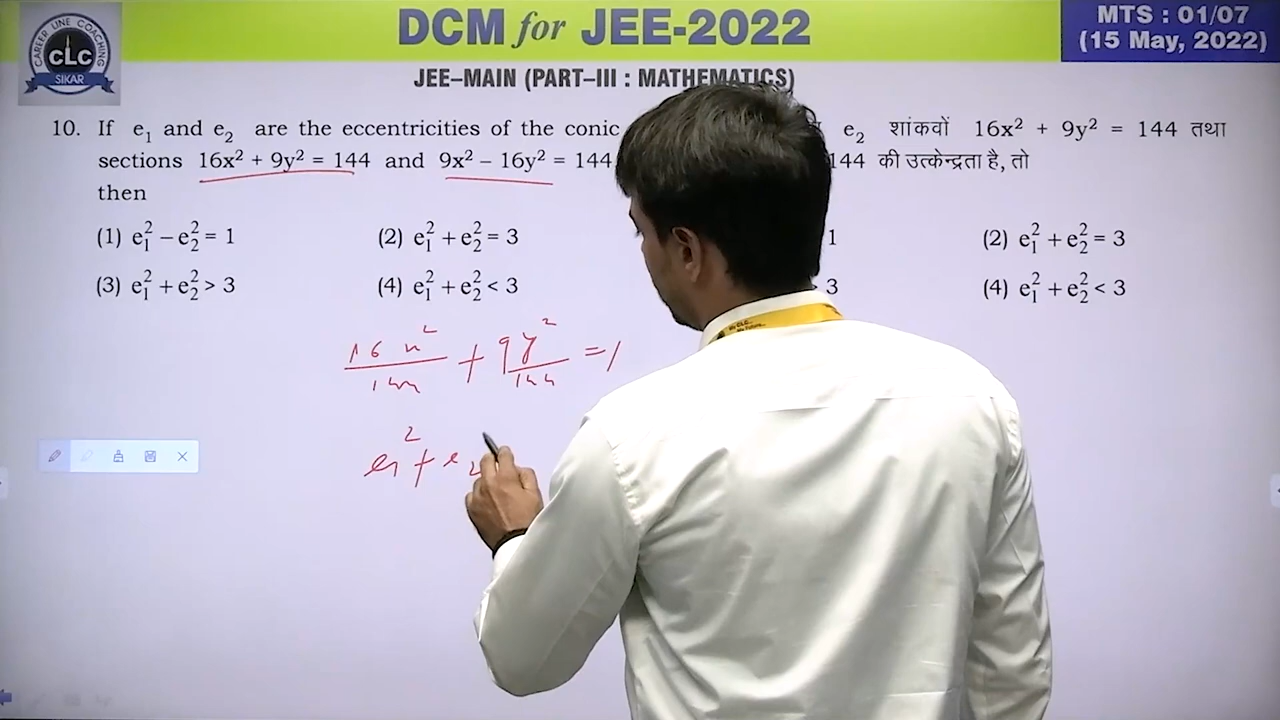 CAREER LINE COACHING
CLC
SIKAR
DCM for JEE-2022
MTS : 01/07
(15 May, 2022)
JEE–MAIN (PART–III : MATHEMATICS)
10. If e₁ and e₂ are the eccentricities of the conic
sections 16x² + 9y² = 144 and 9x² – 16y² = 144
then
(1) e₁² – e₂² = 1
(2) e₁² + e₂² = 3
(3) e₁² + e₂² > 3
(4) e₁² + e₂² < 3
e₂ शांकवों 16x² + 9y² = 144 तथा
144 की उत्केन्द्रता है, तो
1
(2) e₁² + e₂² = 3
3
(4) e₁² + e₂² < 3
16x²/144 + 9y²/144 = 1
e₁² + e₂